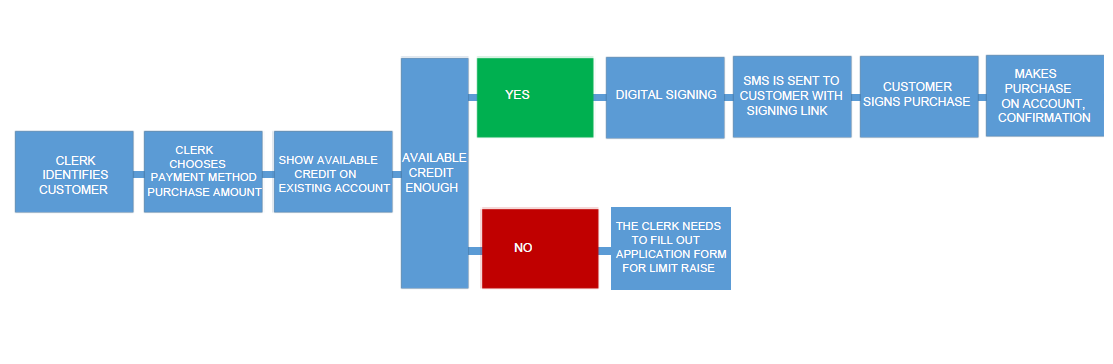 CLERK
IDENTIFIES
CUSTOMER
CLERK
CHOOSES
PAYMENT METHOD
PURCHASE AMOUNT
SHOW AVAILABLE
CREDIT ON
EXISTING ACCOUNT
AVAILABLE
CREDIT
ENOUGH
YES
DIGITAL SIGNING
SMS IS SENT TO
CUSTOMER WITH
SIGNING LINK
CUSTOMER
SIGNS PURCHASE
MAKES
PURCHASE
ON ACCOUNT,
CONFIRMATION
NO
THE CLERK NEEDS
TO FILL OUT
APPLICATION FORM
FOR LIMIT RAISE